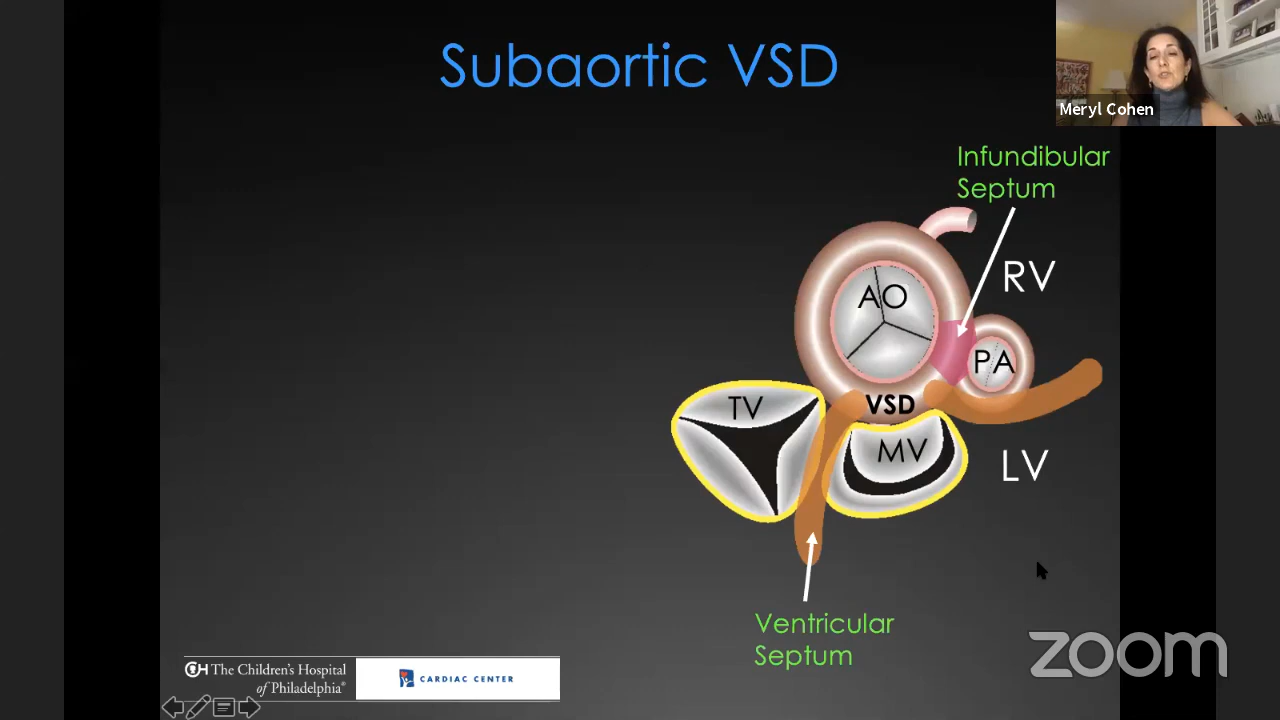 Subaortic VSD
Meryl Cohen
Infundibular
Septum
RV
AO
PA
TV
VSD
MV
LV
Ventricular
Septum
The Children's Hospital
of Philadelphia®
CARDIAC CENTER
zoom